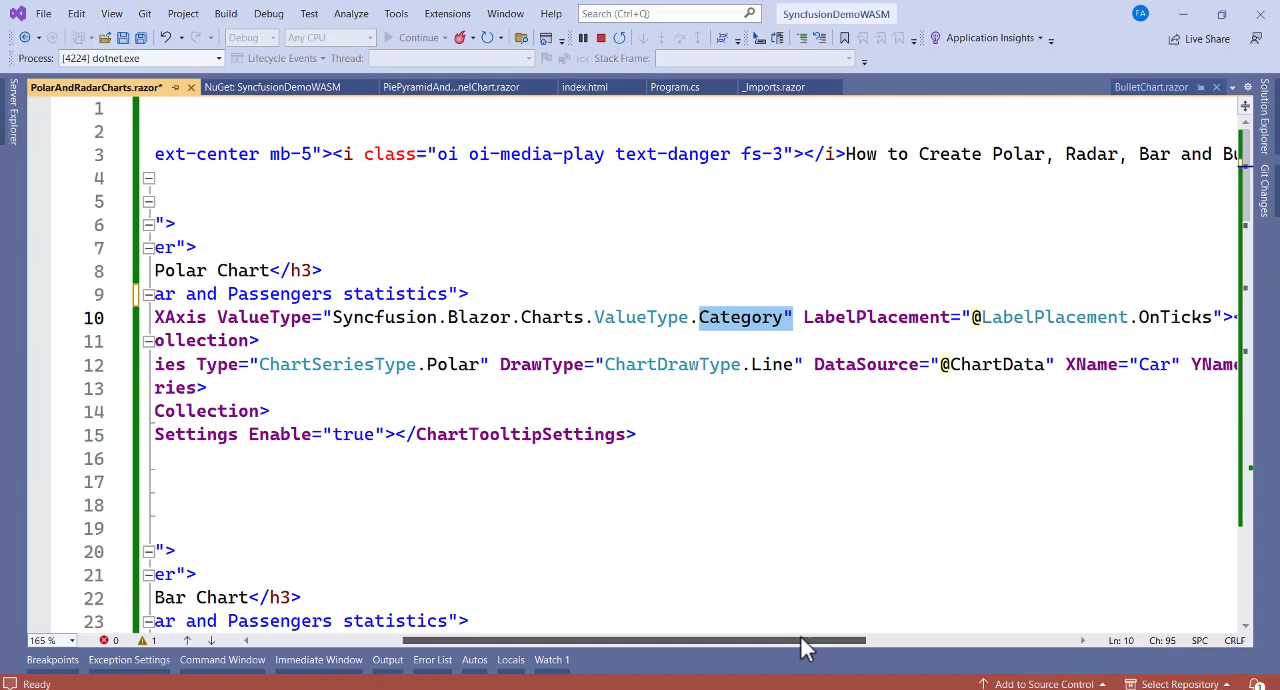 File Edit View Git Project Build Debug Test Analyze Tools Extensions Window Help Search (Ctrl+Q) SyncfusionDemoWASM FA
Debug Any CPU Continue Application Insights Live Share
Process: [4224] dotnet.exe Lifecycle Events Thread: Stack Frame:
PolarAndRadarCharts.razor* NuGet: SyncfusionDemoWASM PiePyramidAnd...nelChart.razor index.html Program.cs _Imports.razor BulletChart.razor
Server Explorer
Solution Explorer
Git Changes
1
2
3 ext-center mb-5"><i class="oi oi-media-play text-danger fs-3"></i>How to Create Polar, Radar, Bar and Bu
4
5
6 ">
7 er">
8 Polar Chart</h3>
9 ar and Passengers statistics">
10 XAxis ValueType="Syncfusion.Blazor.Charts.ValueType.Category" LabelPlacement="@LabelPlacement.OnTicks"><
11 ollection>
12 ies Type="ChartSeriesType.Polar" DrawType="ChartDrawType.Line" DataSource="@ChartData" XName="Car" YName
13 ries>
14 Collection>
15 Settings Enable="true"></ChartTooltipSettings>
16
17
18
19
20 ">
21 er">
22 Bar Chart</h3>
23 ar and Passengers statistics">
165 % 0 1 Ln: 10 Ch: 95 SPC CRLF
Breakpoints Exception Settings Command Window Immediate Window Output Error List Autos Locals Watch 1
Ready Add to Source Control Select Repository 1